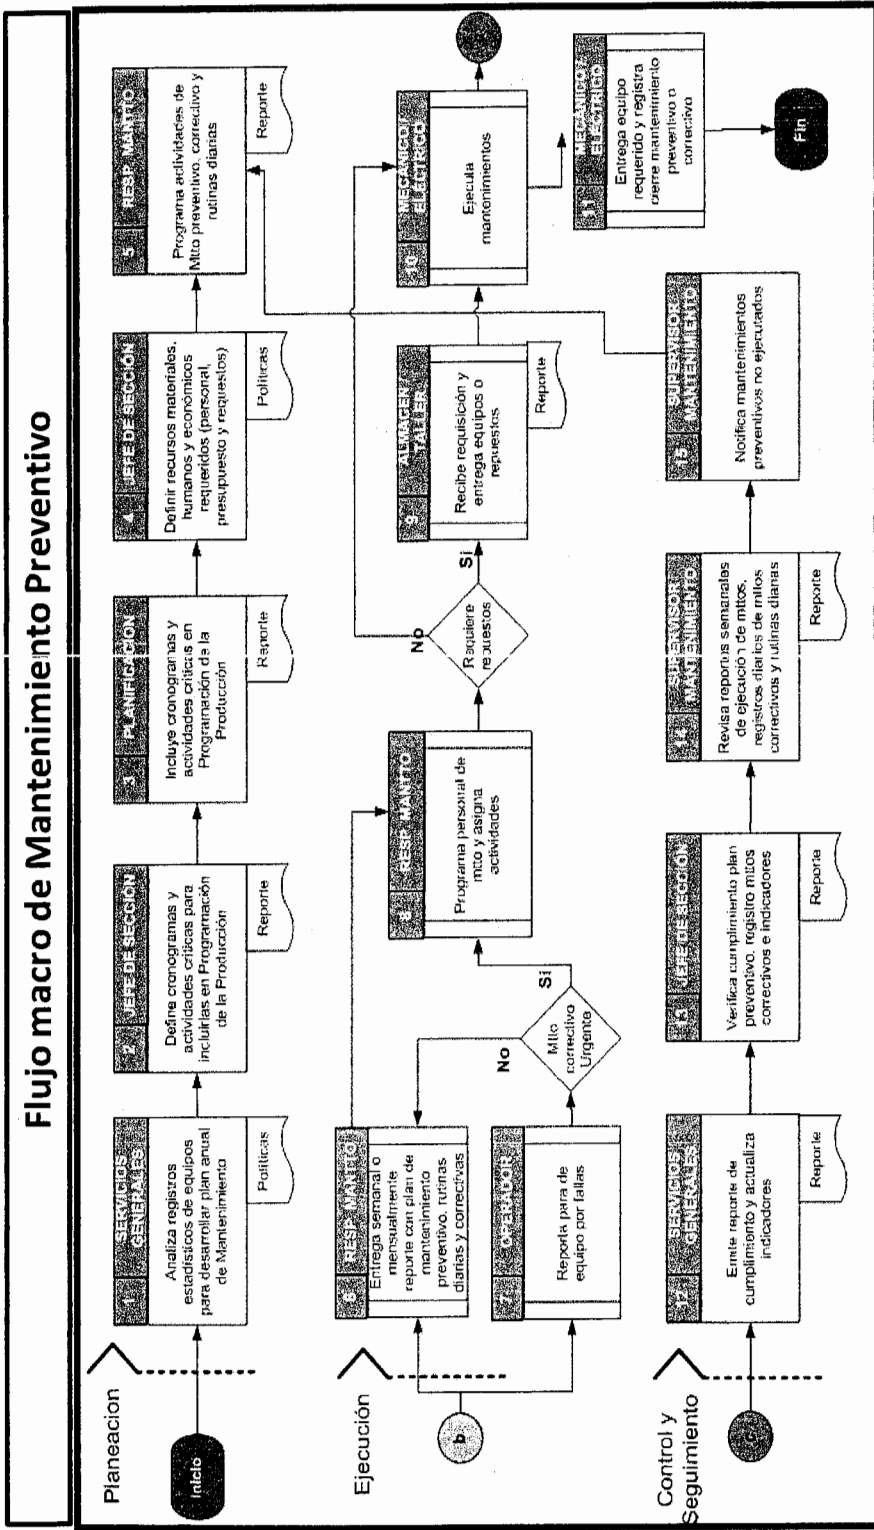 Flujo macro de Mantenimiento Preventivo
Planeacion
Inicio
1 SERVICIOS
GENERALES
Analiza registros
estadísticos de equipos
para desarrollar plan anual
de Mantenimiento
Políticas
2 JEFE DE SECCIÓN
Define cronogramas y
actividades críticas para
incluirlas en Programación
de la Producción
Reporte
3 PLANIFICACIÓN
Incluye cronogramas y
actividades críticas en
Programación de la
Producción
Reporte
4 JEFE DE SECCIÓN
Definir recursos materiales,
humanos y económicos
requeridos (personal,
presupuesto y requestos)
Políticas
5 RESP. MANTTO
Programa actividades de
Mtto preventivo, correctivo y
rutinas diarias
Reporte
Ejecución
b
6 RESP. MANTTO
Entrega semanal o
mensualmente
reporte con plan de
mantenimiento
preventivo, rutinas
diarias y correctivas
7 OPERADOR
Reporta para de
equipo por fallas
Mtto
correctivo
Urgente
No
Si
8 RESP. MANTTO
Programa personal de
mtto y asigna
actividades
Requiere
repuestos
No
Si
9 ALMACEN /
TALLER
Recibe requisición y
entrega equipos o
repuestos
Reporte
10 MECÁNICO /
ELECTRICO
Ejecuta
mantenimientos
11 MECÁNICO /
ELECTRICO
Entrega equipo
requerido y registra
cierre mantenimiento
preventivo o
correctivo
Fin
Control y
Seguimiento
C
12 SERVICIOS
GENERALES
Emite reporte de
cumplimiento y actualiza
indicadores
Reporte
13 JEFE DE SECCIÓN
Verifica cumplimiento plan
preventivo, registro mttos
correctivos e indicadores
Reporte
14 SUPERVISOR
MANTENIMIENTO
Revisa reportes semanales
de ejecución de mttos,
registros diarios de mttos
correctivos y rutinas diarias
Reporte
15 SUPERVISOR
MANTENIMIENTO
Notifica mantenimientos
preventivos no ejecutados